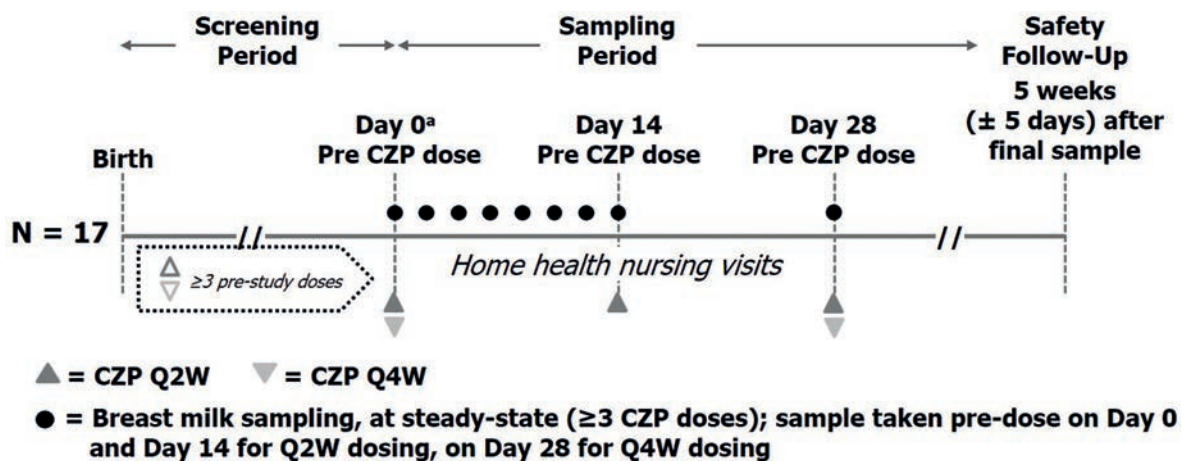 Screening
Period
Sampling
Period
Safety
Follow-Up
5 weeks
(± 5 days) after
final sample
Birth
Day 0ᵃ
Pre CZP dose
Day 14
Pre CZP dose
Day 28
Pre CZP dose
N = 17
//
//
≥3 pre-study doses
Home health nursing visits
= CZP Q2W
= CZP Q4W
= Breast milk sampling, at steady-state (≥3 CZP doses); sample taken pre-dose on Day 0
and Day 14 for Q2W dosing, on Day 28 for Q4W dosing